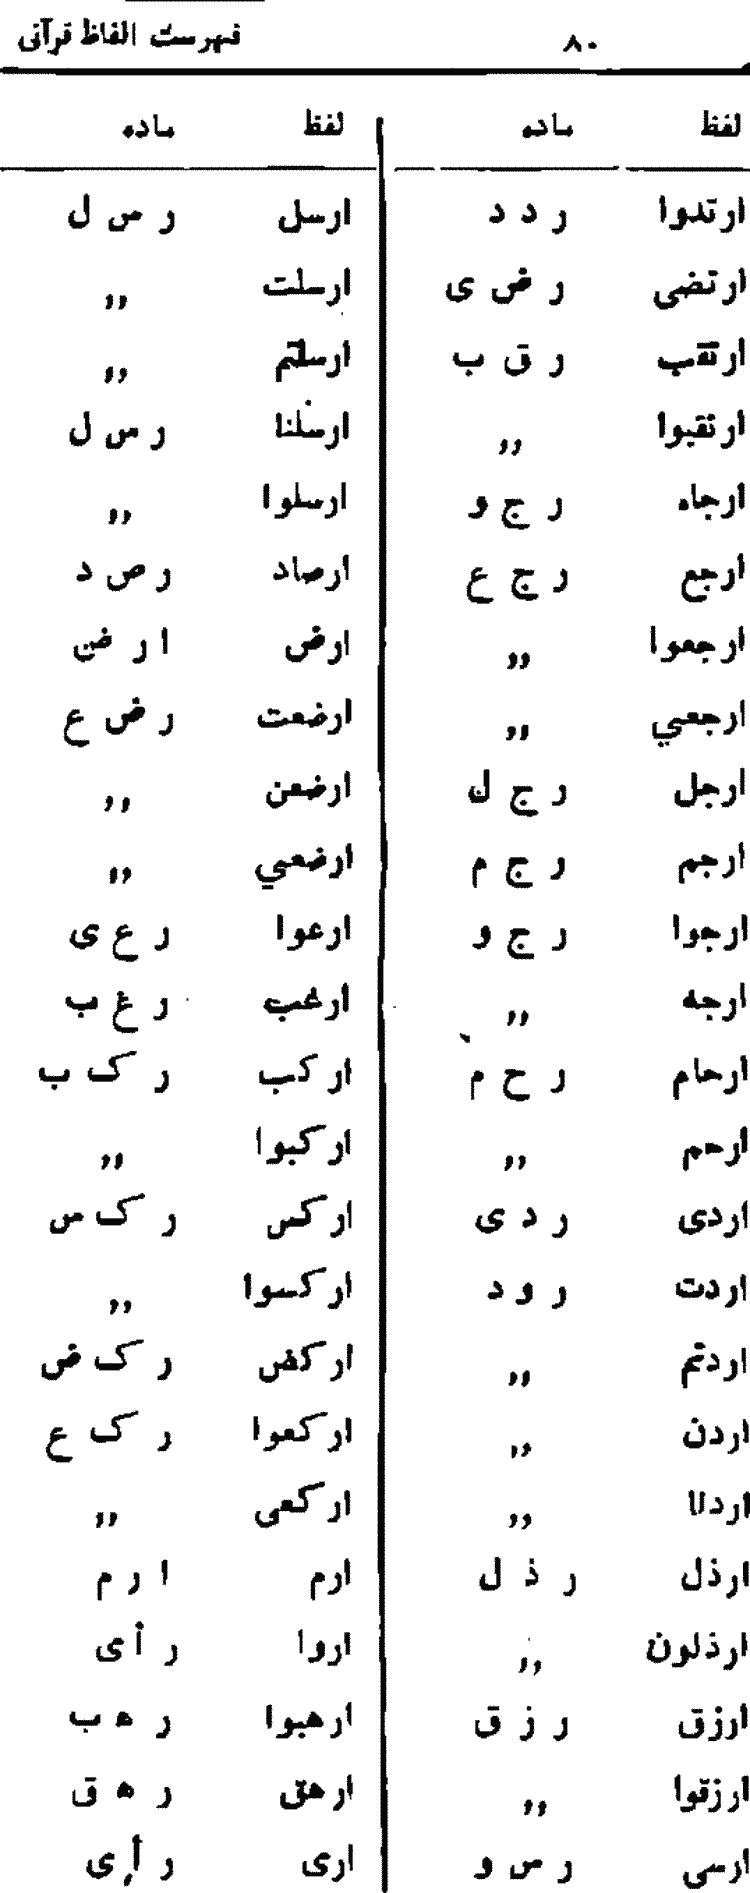 ۸۰ فہرست الفاظ قرآنی
لفظ ماده لفظ ماده
ارتدوا ر د د ارسل ر س ل
ارتضی ر ض ی ارسلت ,,
ارتقب ر ق ب ارسلتم ,,
ارتقبوا ,, ارسلنا ر س ل
ارجاه ر ج و ارسلوا ,,
ارجع ر ج ع ارصاد ر ص د
ارجعوا ,, ارض ا ر ض
ارجعي ,, ارضعت ر ض ع
ارجل ر ج ل ارضعن ,,
ارجم ر ج م ارضعي ,,
ارجوا ر ج و ارعوا ر ع ی
ارجه ,, ارغب ر غ ب
ارحام ر ح م ارکب ر ک ب
ارحم ,, ارکبوا ,,
اردی ر د ی ارکس ر ک س
اردت ر و د ارکسوا ,,
اردتم ,, ارکض ر ک ض
اردن ,, ارکعوا ر ک ع
اردنا ,, ارکعی ,,
ارذل ر ذ ل ارم ا ر م
ارذلون ,, اروا ر أ ی
ارزق ر ز ق ارهبوا ر ه ب
ارزقوا ,, ارهق ر ه ق
ارسی ر س و اری ر أ ی